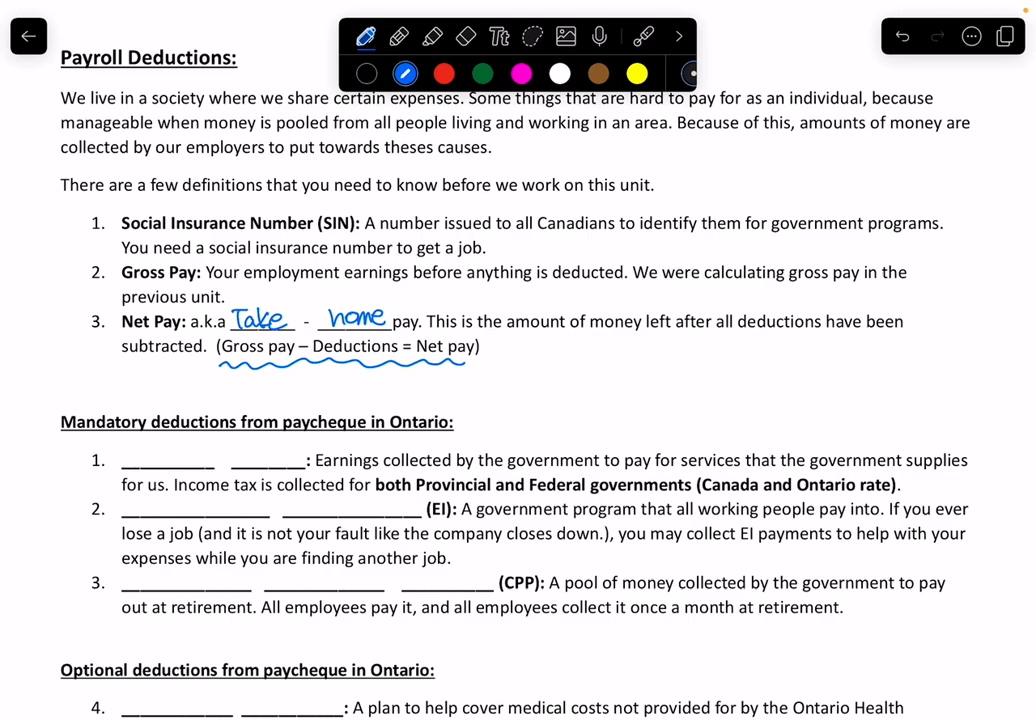 Tt
Payroll Deductions:
We live in a society where we share certain expenses. Some things that are hard to pay for as an individual, because
manageable when money is pooled from all people living and working in an area. Because of this, amounts of money are
collected by our employers to put towards theses causes.
There are a few definitions that you need to know before we work on this unit.
1. Social Insurance Number (SIN): A number issued to all Canadians to identify them for government programs.
You need a social insurance number to get a job.
2. Gross Pay: Your employment earnings before anything is deducted. We were calculating gross pay in the
previous unit.
3. Net Pay: a.k.a Take - home pay. This is the amount of money left after all deductions have been
subtracted. (Gross pay – Deductions = Net pay)
Mandatory deductions from paycheque in Ontario:
1. __________ ________: Earnings collected by the government to pay for services that the government supplies
for us. Income tax is collected for both Provincial and Federal governments (Canada and Ontario rate).
2. ________________ _______________ (EI): A government program that all working people pay into. If you ever
lose a job (and it is not your fault like the company closes down.), you may collect EI payments to help with your
expenses while you are finding another job.
3. ______________ _____________ __________ (CPP): A pool of money collected by the government to pay
out at retirement. All employees pay it, and all employees collect it once a month at retirement.
Optional deductions from paycheque in Ontario:
4. ____________ ___________: A plan to help cover medical costs not provided for by the Ontario Health